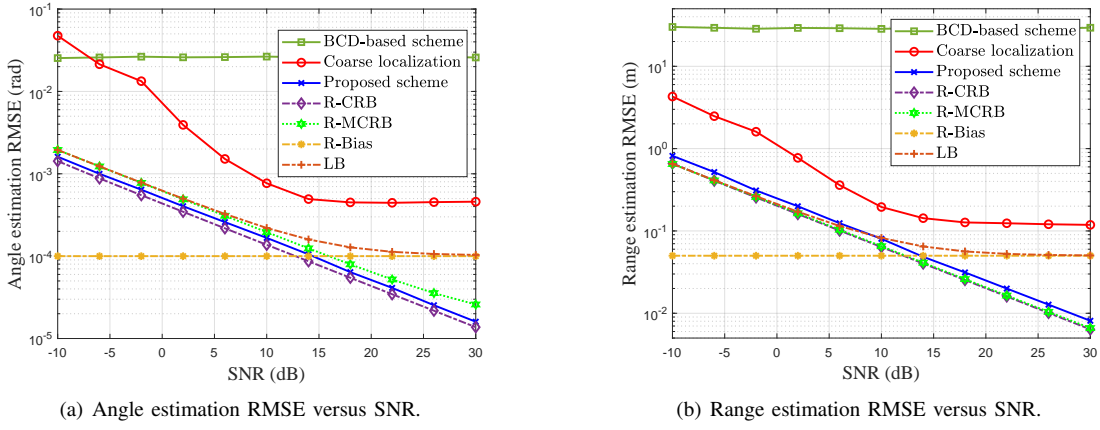 Angle estimation RMSE (rad)
10^-1
10^-2
10^-3
10^-4
10^-5
-10 -5 0 5 10 15 20 25 30
SNR (dB)
BCD-based scheme
Coarse localization
Proposed scheme
R-CRB
R-MCRB
R-Bias
LB
(a) Angle estimation RMSE versus SNR.
Range estimation RMSE (m)
10^1
10^0
10^-1
10^-2
-10 -5 0 5 10 15 20 25 30
SNR (dB)
BCD-based scheme
Coarse localization
Proposed scheme
R-CRB
R-MCRB
R-Bias
LB
(b) Range estimation RMSE versus SNR.